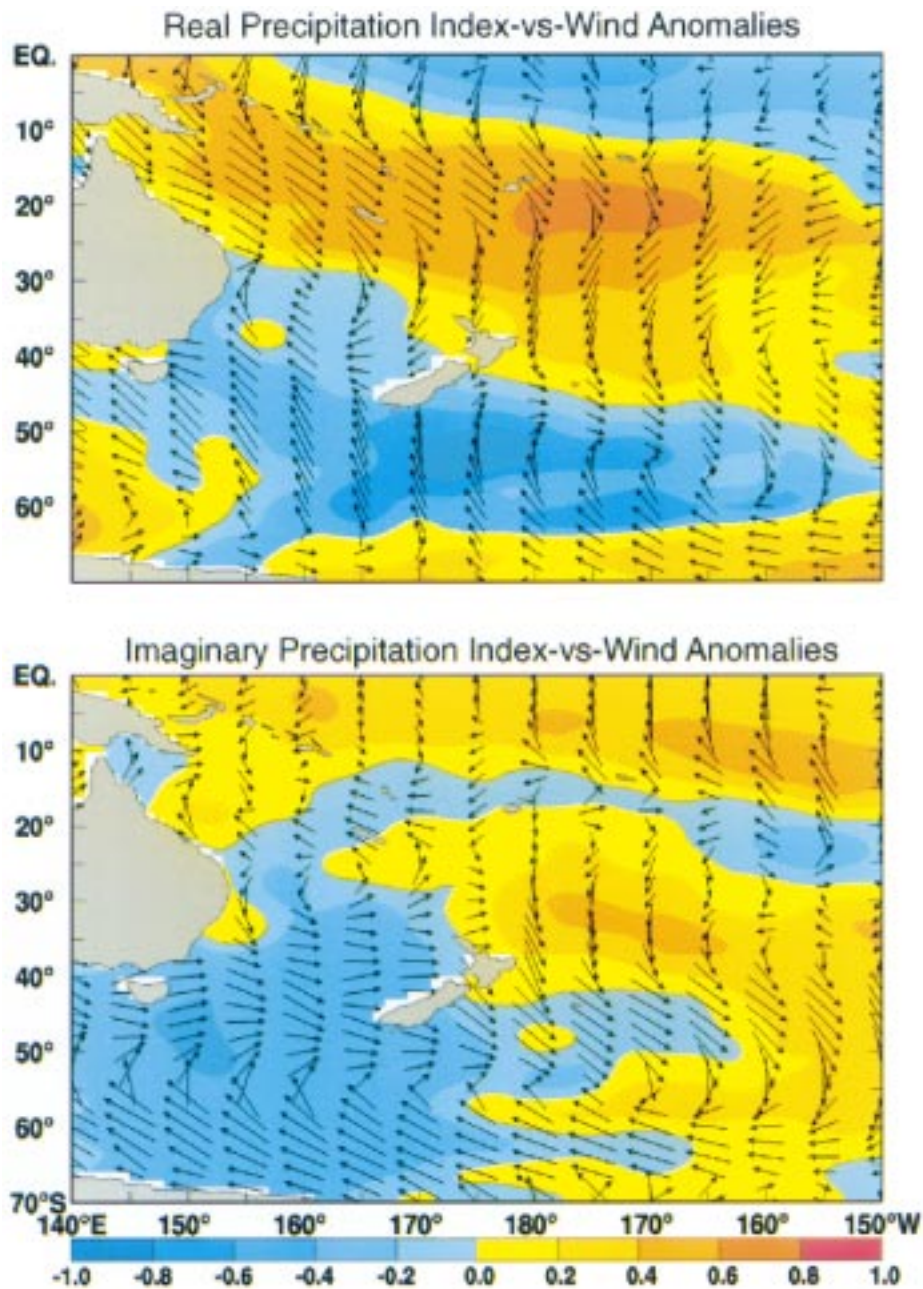 Real Precipitation Index-vs-Wind Anomalies
EQ.
10°
20°
30°
40°
50°
60°
Imaginary Precipitation Index-vs-Wind Anomalies
EQ.
10°
20°
30°
40°
50°
60°
70°S
140°E 150° 160° 170° 180° 170° 160° 150°W
-1.0 -0.8 -0.6 -0.4 -0.2 0.0 0.2 0.4 0.6 0.8 1.0